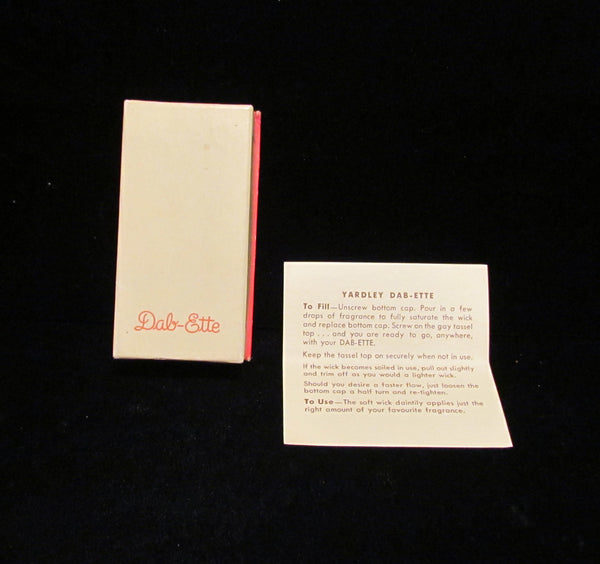 Dab-Ette
YARDLEY DAB-ETTE
To Fill—Unscrew bottom cap. Pour in a few
drops of fragrance to fully saturate the wick
and replace bottom cap. Screw on the gay tassel
top . . . and you are ready to go, anywhere,
with your DAB-ETTE.
Keep the tassel top on securely when not in use.
If the wick becomes soiled in use, pull out slightly
and trim off as you would a lighter wick.
Should you desire a faster flow, just loosen the
bottom cap a half turn and re-tighten.
To Use—The soft wick daintily applies just the
right amount of your favourite fragrance.